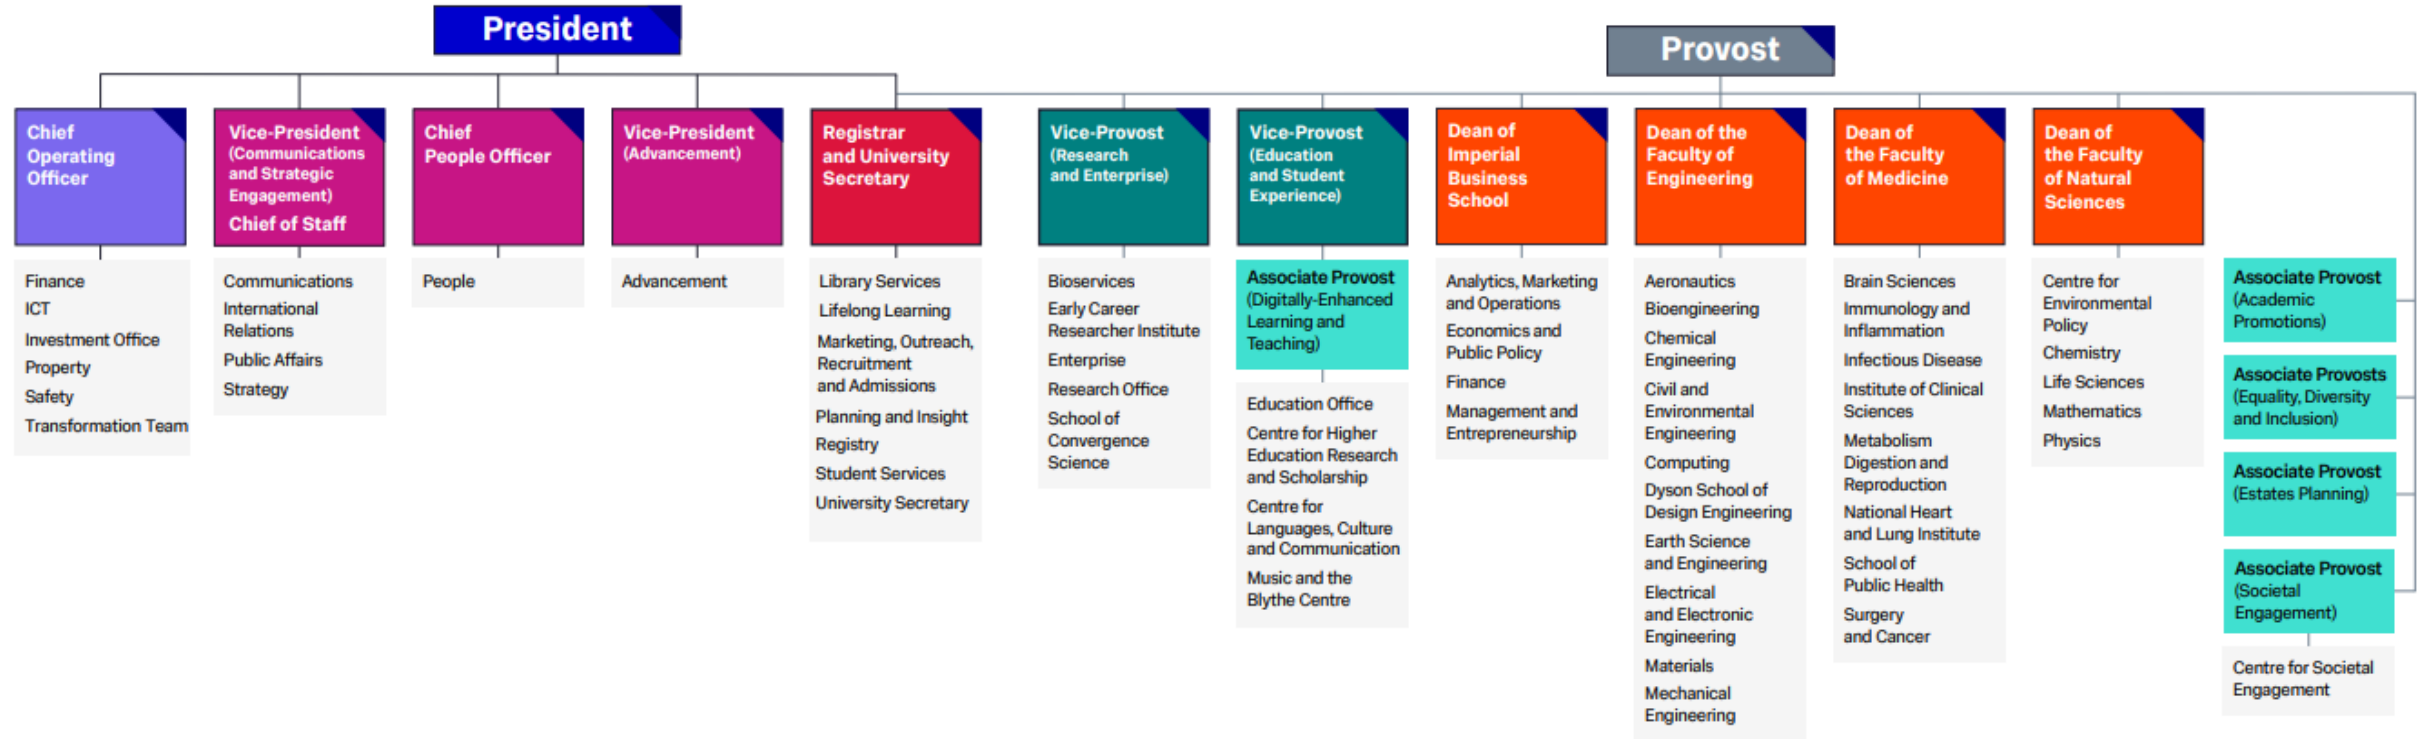 President
Provost
Chief
Operating
Officer
Vice-President
(Communications
and Strategic
Engagement)
Chief of Staff
Chief
People Officer
Vice-President
(Advancement)
Registrar
and University
Secretary
Vice-Provost
(Research
and Enterprise)
Vice-Provost
(Education
and Student
Experience)
Dean of
Imperial
Business
School
Dean of the
Faculty of
Engineering
Dean of
the Faculty
of Medicine
Dean of
the Faculty
of Natural
Sciences
Finance
ICT
Investment Office
Property
Safety
Transformation Team
Communications
International
Relations
Public Affairs
Strategy
People
Advancement
Library Services
Lifelong Learning
Marketing, Outreach,
Recruitment
and Admissions
Planning and Insight
Registry
Student Services
University Secretary
Bioservices
Early Career
Researcher Institute
Enterprise
Research Office
School of
Convergence
Science
Associate Provost
(Digitally-Enhanced
Learning and
Teaching)
Education Office
Centre for Higher
Education Research
and Scholarship
Centre for
Languages, Culture
and Communication
Music and the
Blythe Centre
Analytics, Marketing
and Operations
Economics and
Public Policy
Finance
Management and
Entrepreneurship
Aeronautics
Bioengineering
Chemical
Engineering
Civil and
Environmental
Engineering
Computing
Dyson School of
Design Engineering
Earth Science
and Engineering
Electrical
and Electronic
Engineering
Materials
Mechanical
Engineering
Brain Sciences
Immunology and
Inflammation
Infectious Disease
Institute of Clinical
Sciences
Metabolism
Digestion and
Reproduction
National Heart
and Lung Institute
School of
Public Health
Surgery
and Cancer
Centre for
Environmental
Policy
Chemistry
Life Sciences
Mathematics
Physics
Associate Provost
(Academic
Promotions)
Associate Provosts
(Equality, Diversity
and Inclusion)
Associate Provost
(Estates Planning)
Associate Provost
(Societal
Engagement)
Centre for Societal
Engagement